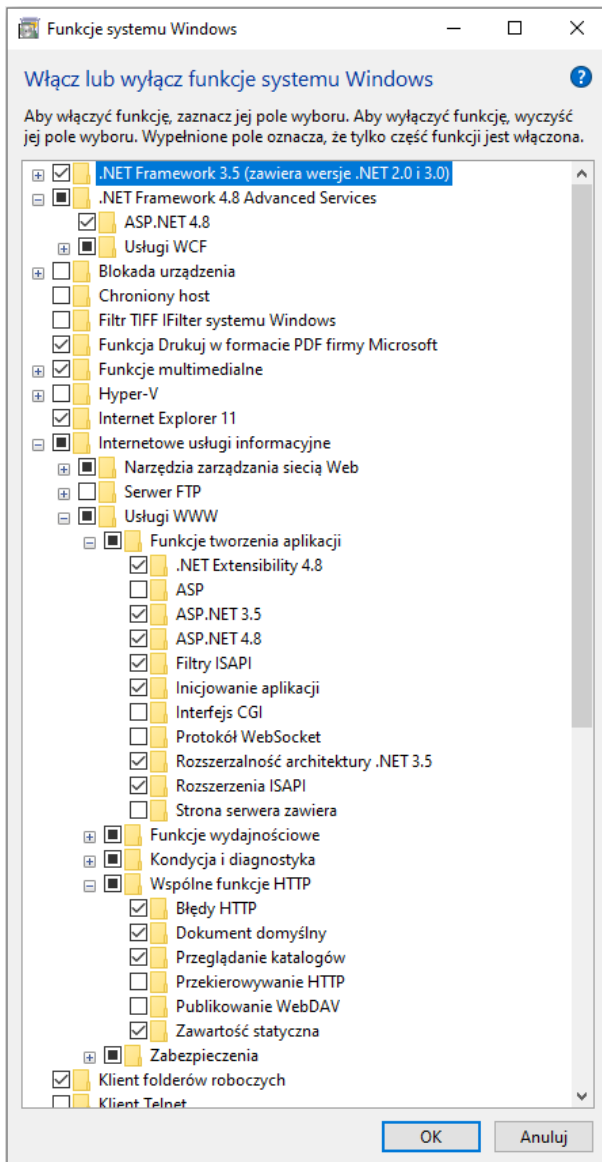 Funkcje systemu Windows
Włącz lub wyłącz funkcje systemu Windows
?
Aby włączyć funkcję, zaznacz jej pole wyboru. Aby wyłączyć funkcję, wyczyść
jej pole wyboru. Wypełnione pole oznacza, że tylko część funkcji jest włączona.
.NET Framework 3.5 (zawiera wersje .NET 2.0 i 3.0)
.NET Framework 4.8 Advanced Services
ASP.NET 4.8
Usługi WCF
Blokada urządzenia
Chroniony host
Filtr TIFF IFilter systemu Windows
Funkcja Drukuj w formacie PDF firmy Microsoft
Funkcje multimedialne
Hyper-V
Internet Explorer 11
Internetowe usługi informacyjne
Narzędzia zarządzania siecią Web
Serwer FTP
Usługi WWW
Funkcje tworzenia aplikacji
.NET Extensibility 4.8
ASP
ASP.NET 3.5
ASP.NET 4.8
Filtry ISAPI
Inicjowanie aplikacji
Interfejs CGI
Protokół WebSocket
Rozszerzalność architektury .NET 3.5
Rozszerzenia ISAPI
Strona serwera zawiera
Funkcje wydajnościowe
Kondycja i diagnostyka
Wspólne funkcje HTTP
Błędy HTTP
Dokument domyślny
Przeglądanie katalogów
Przekierowywanie HTTP
Publikowanie WebDAV
Zawartość statyczna
Zabezpieczenia
Klient folderów roboczych
Klient Telnet
OK
Anuluj